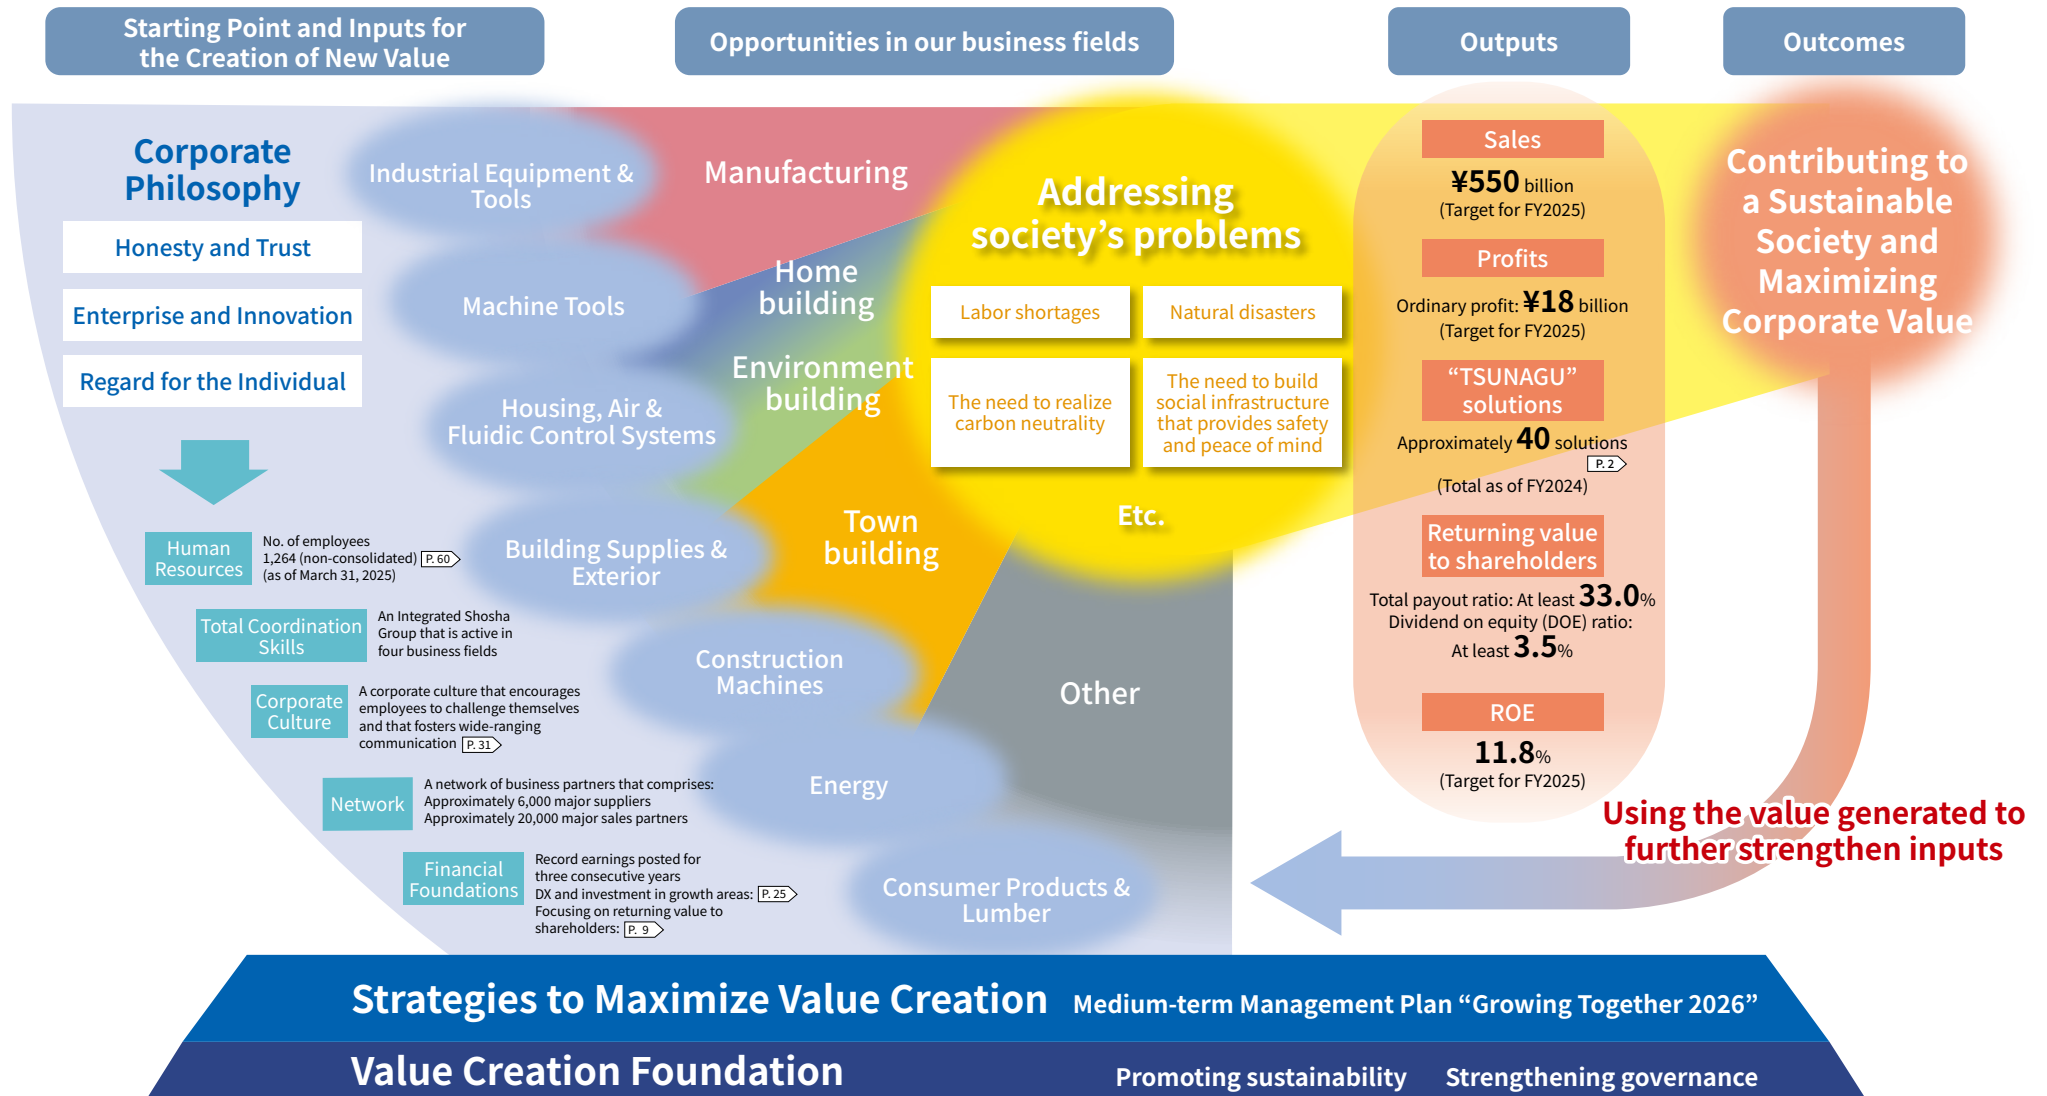 Starting Point and Inputs for
the Creation of New Value
Opportunities in our business fields
Outputs
Outcomes
Corporate
Philosophy
Honesty and Trust
Enterprise and Innovation
Regard for the Individual
Human
Resources
No. of employees
1,264 (non-consolidated) P. 60
(as of March 31, 2025)
Total Coordination
Skills
An Integrated Shosha
Group that is active in
four business fields
Corporate
Culture
A corporate culture that encourages
employees to challenge themselves
and that fosters wide-ranging
communication P. 31
Network
A network of business partners that comprises:
Approximately 6,000 major suppliers
Approximately 20,000 major sales partners
Financial
Foundations
Record earnings posted for
three consecutive years
DX and investment in growth areas: P. 25
Focusing on returning value to
shareholders: P. 9
Industrial Equipment &
Tools
Machine Tools
Housing, Air &
Fluidic Control Systems
Building Supplies &
Exterior
Construction
Machines
Energy
Consumer Products &
Lumber
Manufacturing
Home
building
Environment
building
Town
building
Other
Addressing
society's problems
Labor shortages
Natural disasters
The need to realize
carbon neutrality
The need to build
social infrastructure
that provides safety
and peace of mind
Etc.
Sales
¥550 billion
(Target for FY2025)
Profits
Ordinary profit: ¥18 billion
(Target for FY2025)
“TSUNAGU”
solutions
Approximately 40 solutions
P. 2
(Total as of FY2024)
Returning value
to shareholders
Total payout ratio: At least 33.0%
Dividend on equity (DOE) ratio:
At least 3.5%
ROE
11.8%
(Target for FY2025)
Contributing to
a Sustainable
Society and
Maximizing
Corporate Value
Using the value generated to
further strengthen inputs
Strategies to Maximize Value Creation Medium-term Management Plan “Growing Together 2026”
Value Creation Foundation Promoting sustainability Strengthening governance